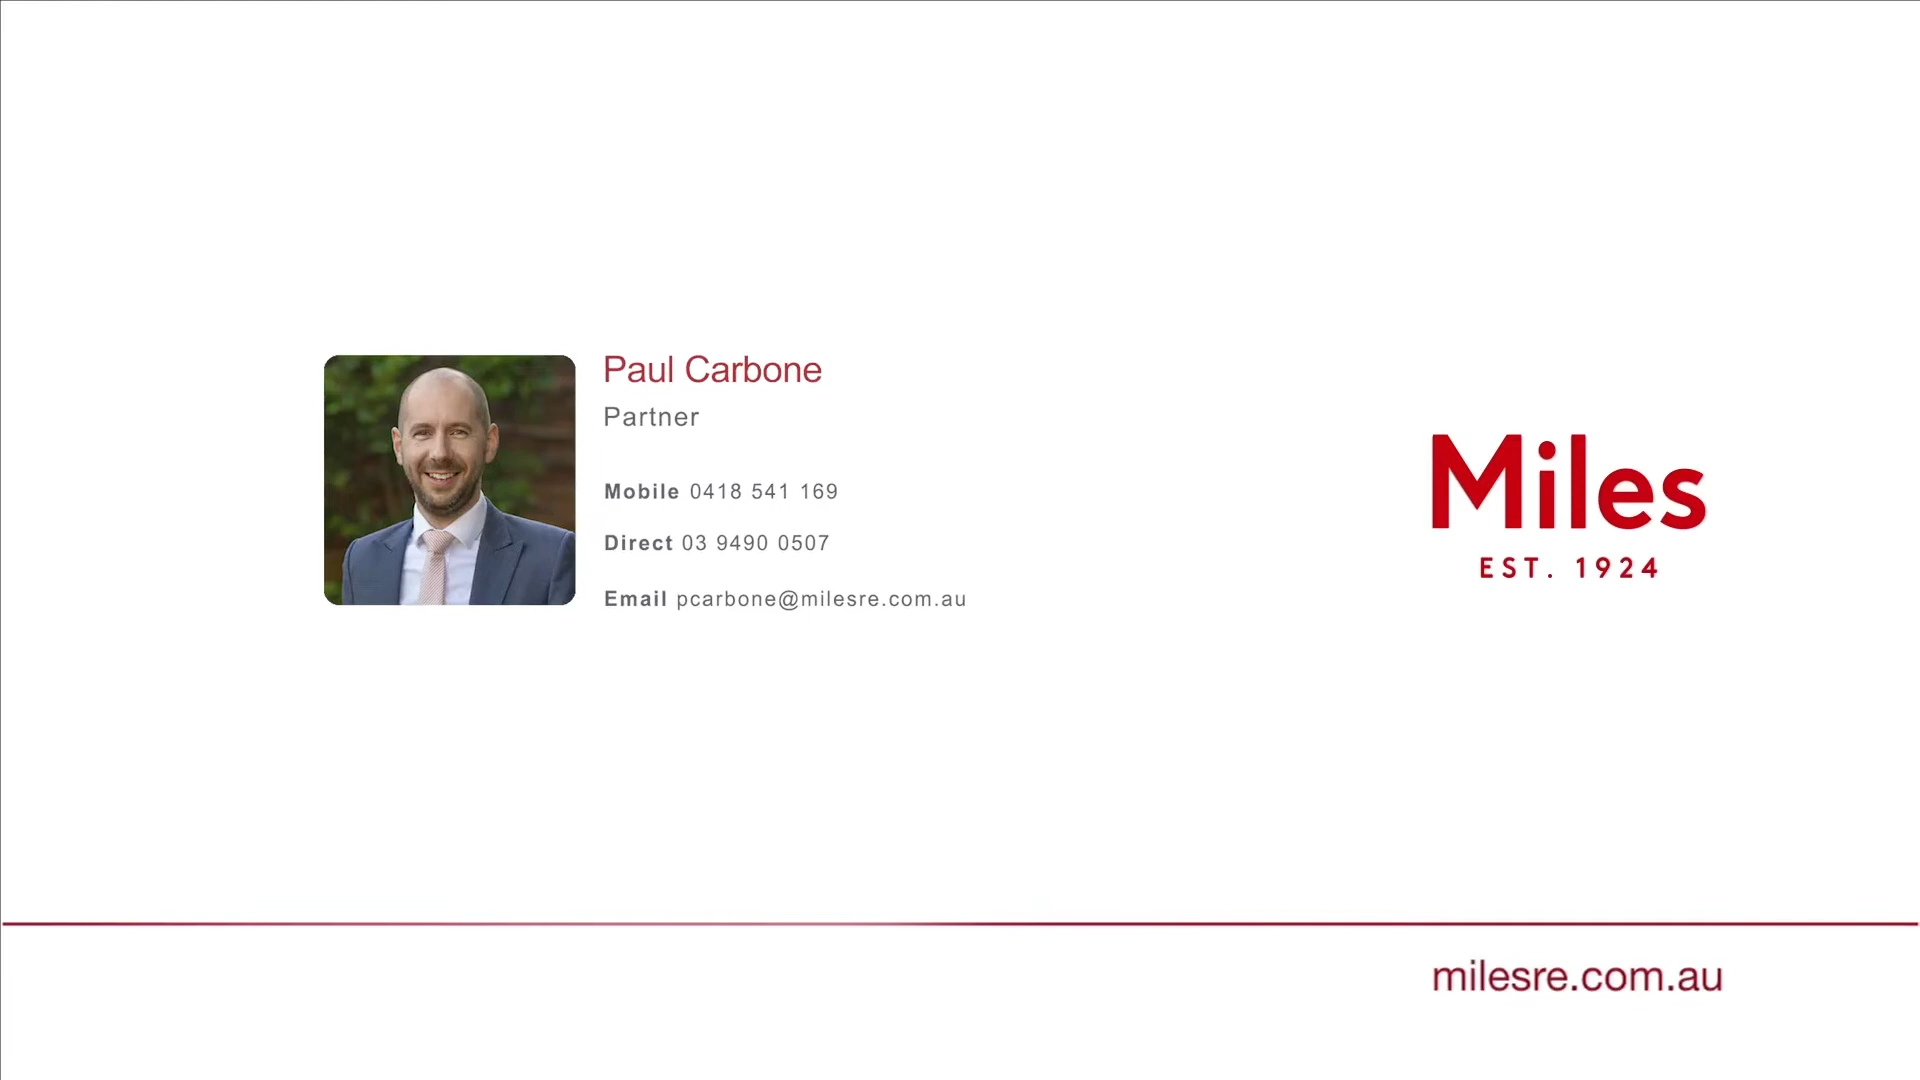 Paul Carbone
Partner
Mobile 0418 541 169
Direct 03 9490 0507
Email pcarbone@milesre.com.au
Miles
EST. 1924
milesre.com.au